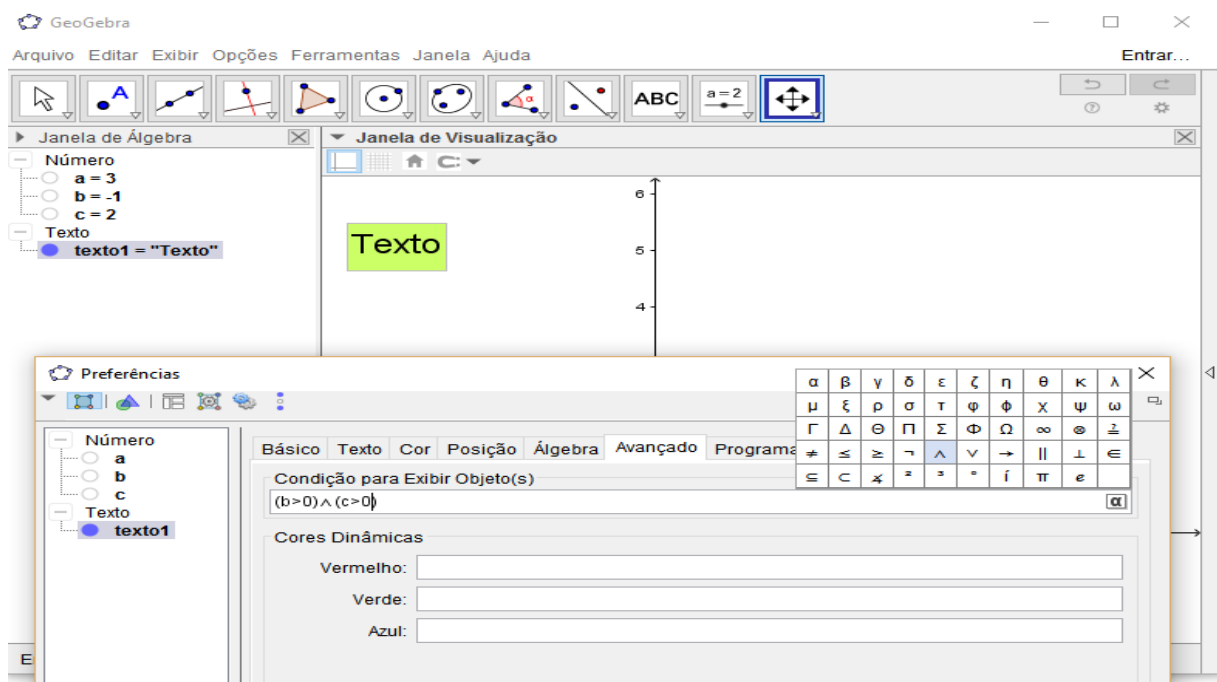 GeoGebra
Arquivo Editar Exibir Opções Ferramentas Janela Ajuda
Entrar...
A
α
ABC
a = 2
Janela de Álgebra
Janela de Visualização
Número
a = 3
b = -1
c = 2
Texto
texto1 = "Texto"
Texto
6
5
4
Preferências
α β γ δ ε ζ η θ κ λ
μ ξ ρ σ τ φ ϕ χ ψ ω
Γ Δ Θ Π Σ Φ Ω ∞ ⊗ ≟
≠ ≤ ≥ ¬ ∧ ∨ → ∥ ⊥ ∈
⊆ ⊂ ∡ ² ³ ° í π e
Número
a
b
c
Texto
texto1
Básico Texto Cor Posição Álgebra Avançado Programa
Condição para Exibir Objeto(s)
(b>0)∧(c>0)
α
Cores Dinâmicas
Vermelho:
Verde:
Azul: